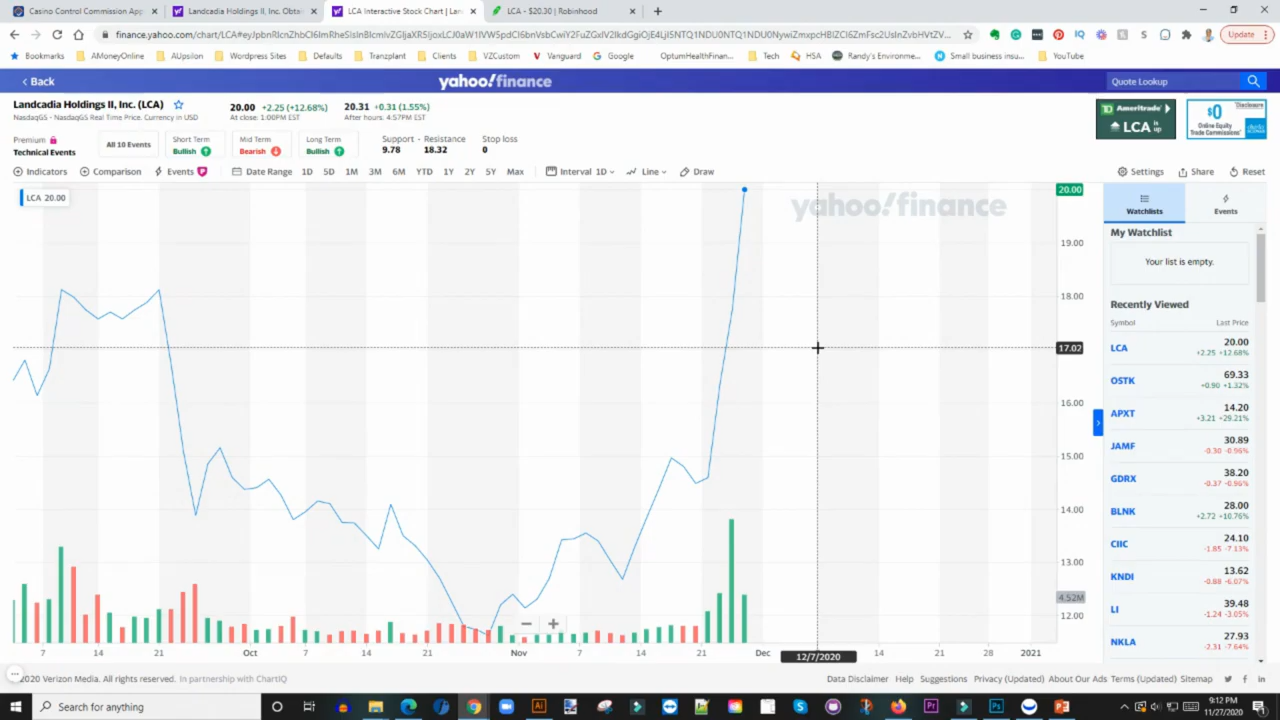 Casino Control Commission App
Landcadia Holdings II, Inc. Obtai
LCA Interactive Stock Chart | Lan
LCA - $20.30 | Robinhood
Update
Bookmarks AMoneyOnline AUpsilon Wordpress Sites Defaults Tranzplant Clients VZCustom Vanguard Google OptumHealthFinan... Tech HSA Randy's Environme... Small business insu... YouTube
Back
yahoo!finance
Quote Lookup
Landcadia Holdings II, Inc. (LCA)
NasdaqGS - NasdaqGS Real Time Price. Currency in USD
20.00 +2.25 (+12.68%)
At close: 1:00PM EST
20.31 +0.31 (1.55%)
After hours: 4:57PM EST
TD Ameritrade
LCA is up
$0
Disclosure
Online Equity
Trade Commissions
Premium
Technical Events
All 10 Events
Short Term
Bullish
Mid Term
Bearish
Long Term
Bullish
Support - Resistance
9.78 18.32
Stop loss
0
Indicators Comparison Events Date Range 1D 5D 1M 3M 6M YTD 1Y 2Y 5Y Max Interval 1D Line Draw Settings Share Reset
LCA 20.00
yahoo!finance
20.00
19.00
18.00
17.02
16.00
15.00
14.00
13.00
4.52M
12.00
7 14 21 Oct 7 14 21 Nov 7 14 21 Dec 12/7/2020 14 21 28 2021
Watchlists
Events
My Watchlist
Your list is empty.
Recently Viewed
Symbol Last Price
LCA 20.00
+2.25 +12.68%
OSTK 69.33
+0.90 +1.32%
APXT 14.20
+3.21 +29.21%
JAMF 30.89
-0.30 -0.96%
GDRX 38.20
-0.37 -0.96%
BLNK 28.00
+2.72 +10.76%
CIIC 24.10
-1.85 -7.13%
KNDI 13.62
-0.88 -6.07%
LI 39.48
-1.24 -3.05%
NKLA 27.93
-2.31 -7.64%
2020 Verizon Media. All rights reserved. In partnership with ChartIQ
Data Disclaimer Help Suggestions Privacy (Updated) About Our Ads Terms (Updated) Sitemap
Search for anything
9:12 PM
11/27/2020